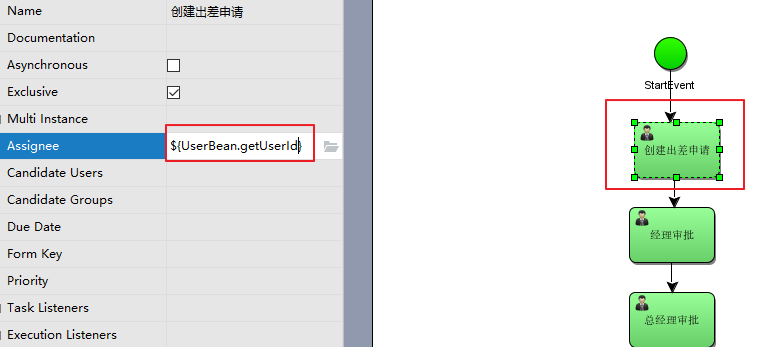 Name
创建出差申请
Documentation
Asynchronous
Exclusive
Multi Instance
Assignee
${UserBean.getUserId}
Candidate Users
Candidate Groups
Due Date
Form Key
Priority
Task Listeners
Execution Listeners
StartEvent
创建出差申请
经理审批
总经理审批